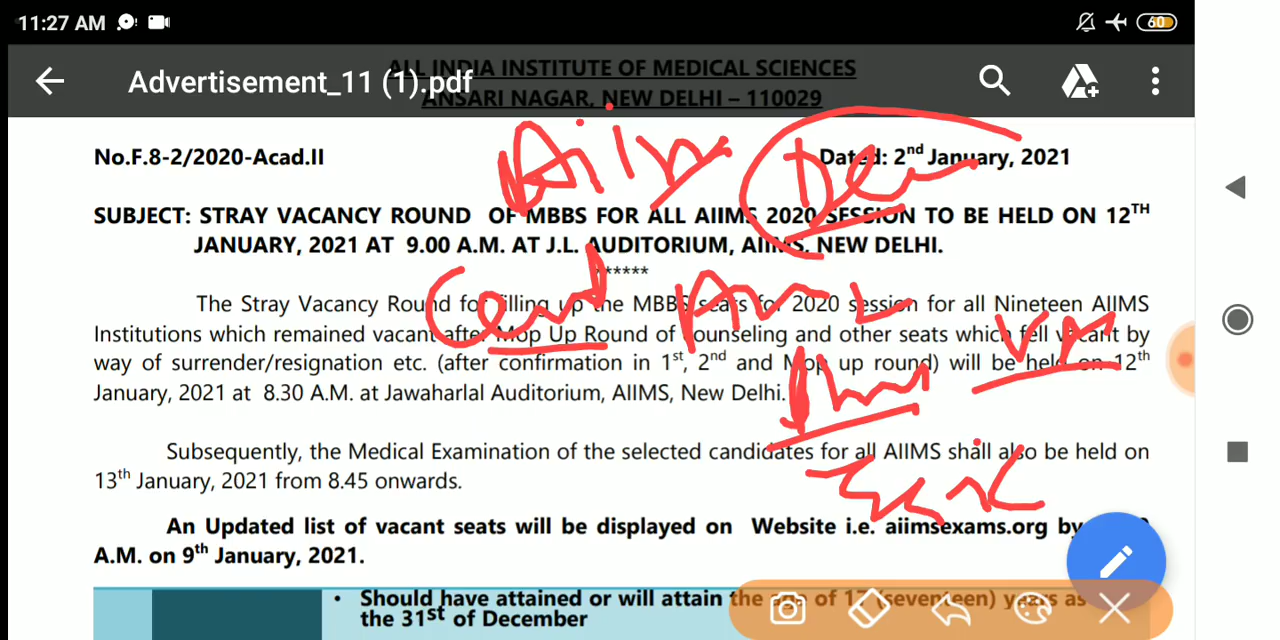 11:27 AM
60
ALL INDIA INSTITUTE OF MEDICAL SCIENCES
Advertisement_11 (1).pdf
ANSARI NAGAR, NEW DELHI – 110029
No.F.8-2/2020-Acad.II Dated: 2nd January, 2021
Aiims
SUBJECT: STRAY VACANCY ROUND OF MBBS FOR ALL AIIMS 2020 SESSION TO BE HELD ON 12TH
JANUARY, 2021 AT 9.00 A.M. AT J.L. AUDITORIUM, AIIMS, NEW DELHI.
******
The Stray Vacancy Round for filling up the MBBS seats for 2020 session for all Nineteen AIIMS
Institutions which remained vacant after Mop Up Round of counseling and other seats which fell vacant by
way of surrender/resignation etc. (after confirmation in 1st, 2nd and Mop up round) will be held on 12th
January, 2021 at 8.30 A.M. at Jawaharlal Auditorium, AIIMS, New Delhi.
Subsequently, the Medical Examination of the selected candidates for all AIIMS shall also be held on
13th January, 2021 from 8.45 onwards.
An Updated list of vacant seats will be displayed on Website i.e. aiimsexams.org by
A.M. on 9th January, 2021.
• Should have attained or will attain the age of 17 (seventeen) years as
the 31st of December